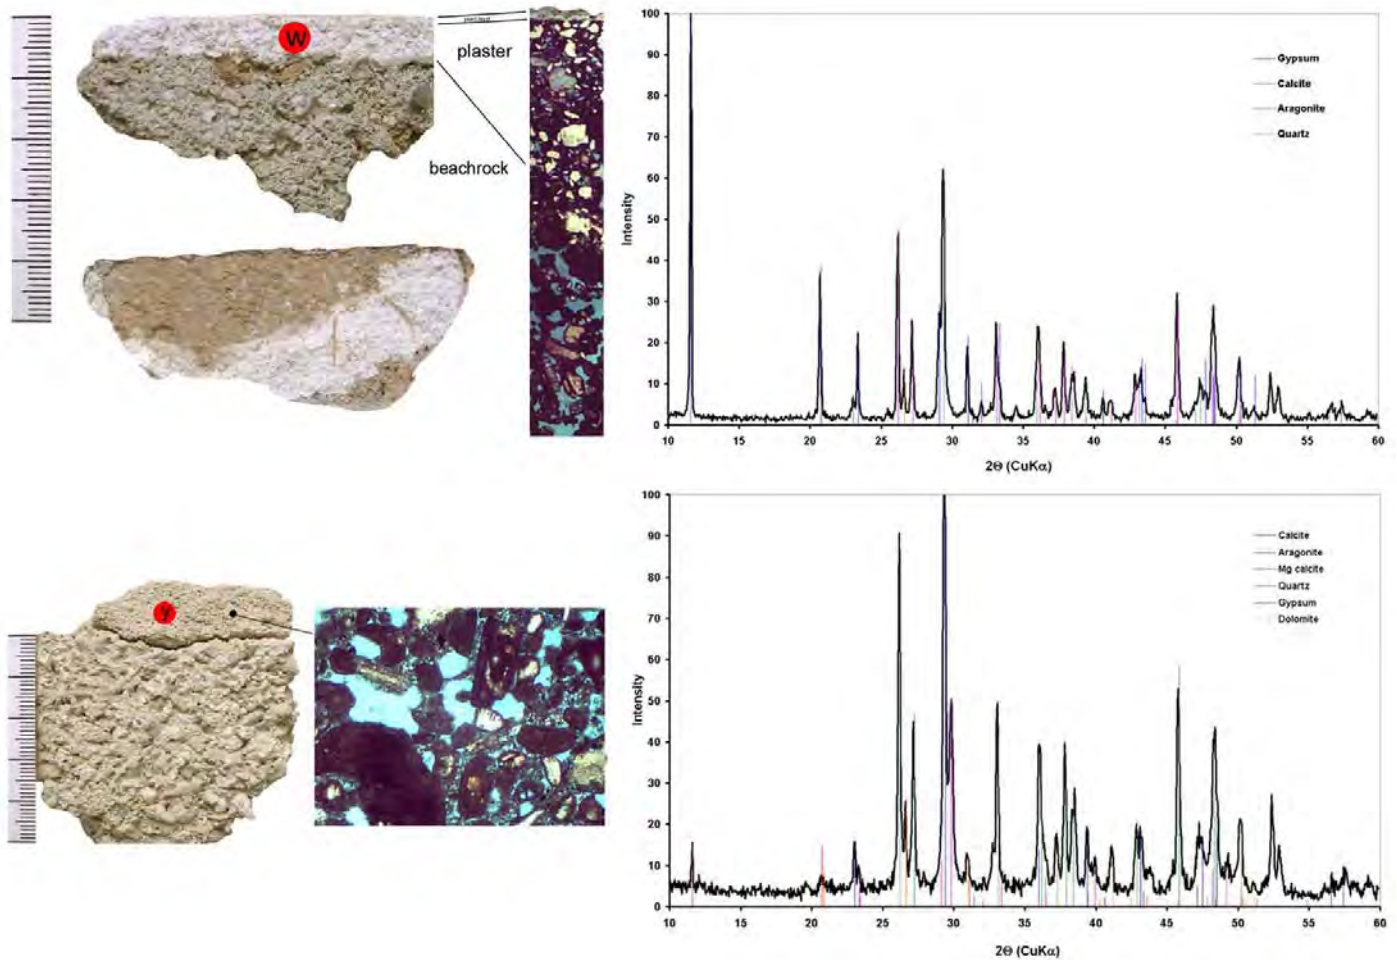 W
plaster
beachrock
100
90
80
70
60
50
40
30
20
10
0
Intensity
Gypsum
Calcite
Aragonite
Quartz
10
15
20
25
30
35
40
45
50
55
60
2Θ (CuKα)
y
100
90
80
70
60
50
40
30
20
10
0
Intensity
Calcite
Aragonite
Mg calcite
Quartz
Gypsum
Dolomite
10
15
20
25
30
35
40
45
50
55
60
2Θ (CuKα)